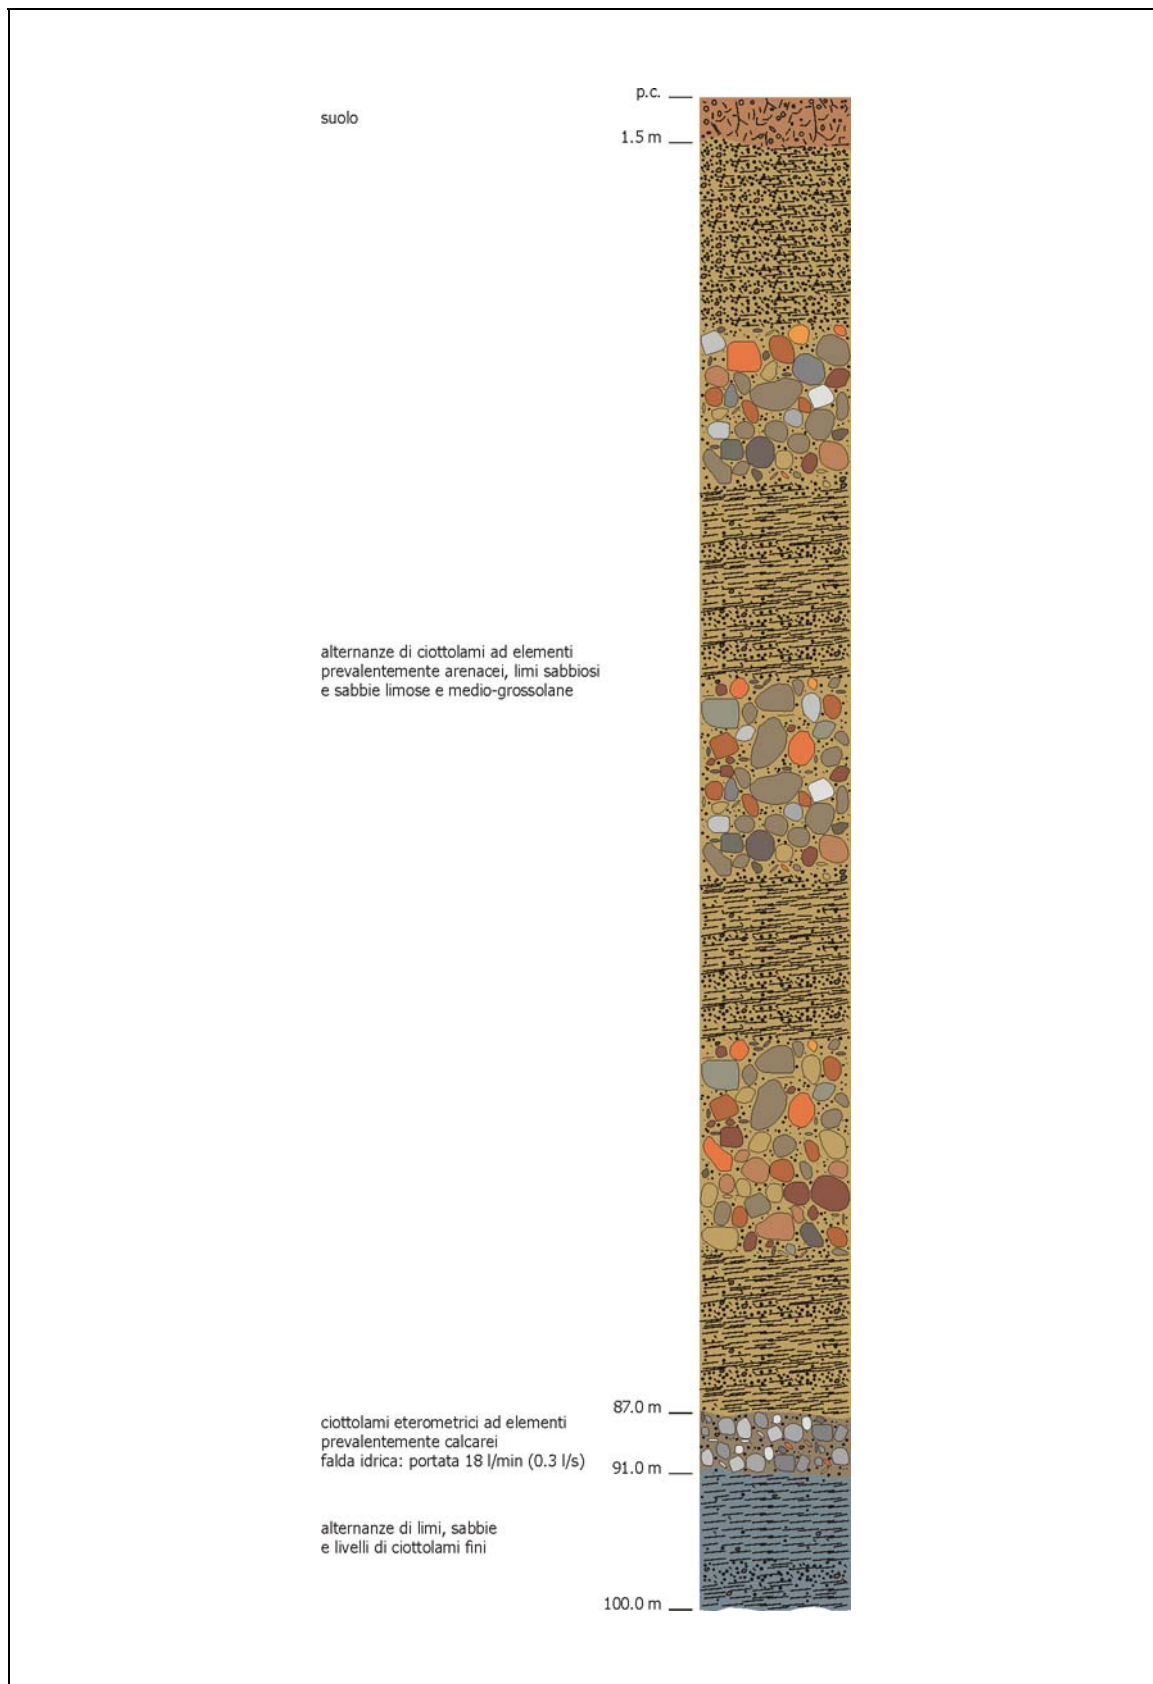 p.c.
suolo
1.5 m
alternanze di ciottolami ad elementi
prevalentemente arenacei, limi sabbiosi
e sabbie limose e medio-grossolane
87.0 m
ciottolami eterometrici ad elementi
prevalentemente calcarei
falda idrica: portata 18 l/min (0.3 l/s)
91.0 m
alternanze di limi, sabbie
e livelli di ciottolami fini
100.0 m